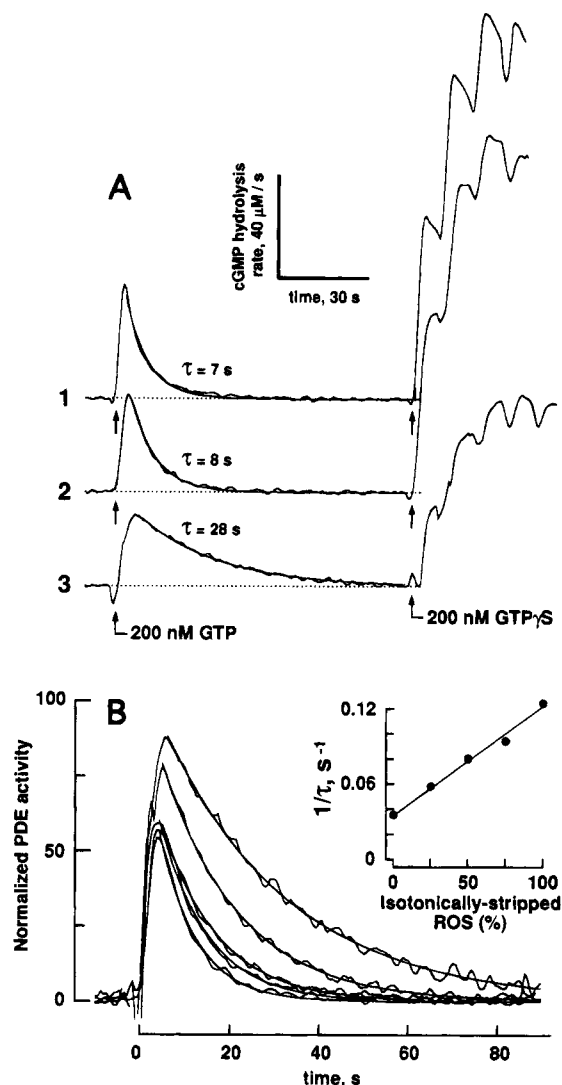 A
cGMP hydrolysis
rate, 40 μM / s
time, 30 s
τ = 7 s
1
τ = 8 s
2
τ = 28 s
3
200 nM GTP
200 nM GTPγS
B
100
50
0
Normalized PDE activity
0 20 40 60 80
time, s
0.12
0.06
0
1/τ, s⁻¹
0 50 100
Isotonically-stripped
ROS (%)